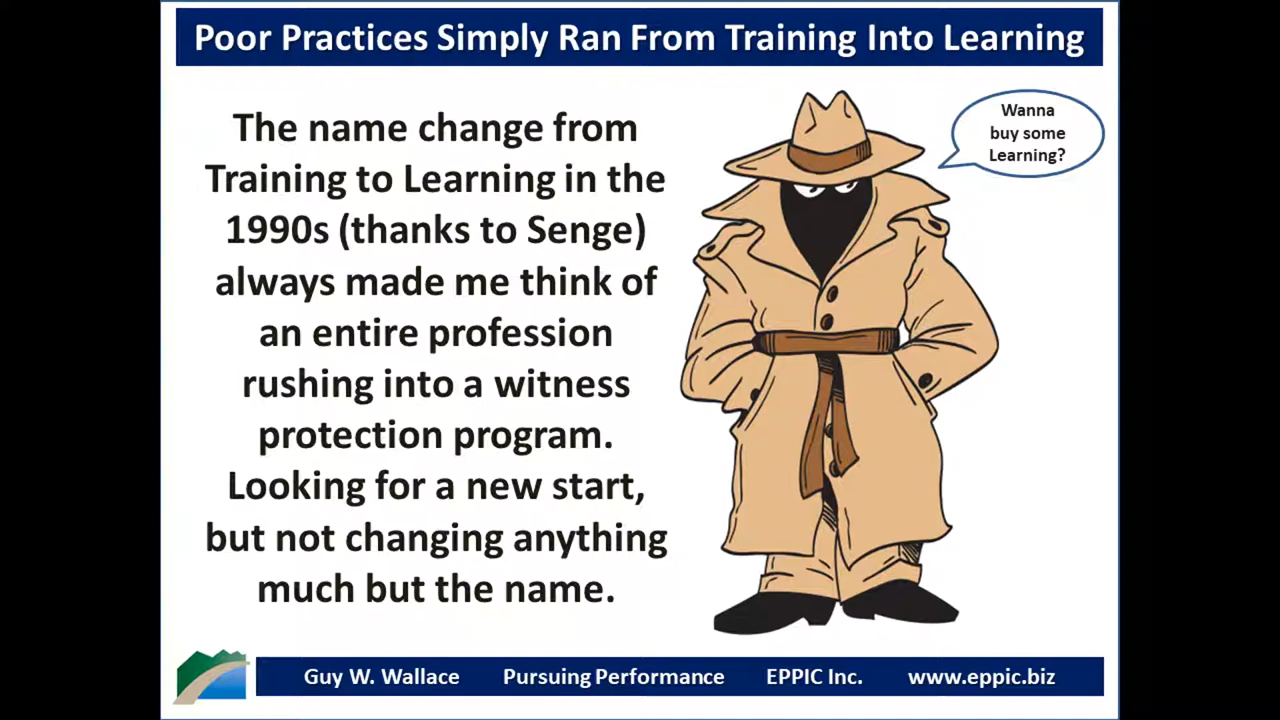 Poor Practices Simply Ran From Training Into Learning
The name change from
Training to Learning in the
1990s (thanks to Senge)
always made me think of
an entire profession
rushing into a witness
protection program.
Looking for a new start,
but not changing anything
much but the name.
Wanna
buy some
Learning?
Guy W. Wallace Pursuing Performance EPPIC Inc. www.eppic.biz